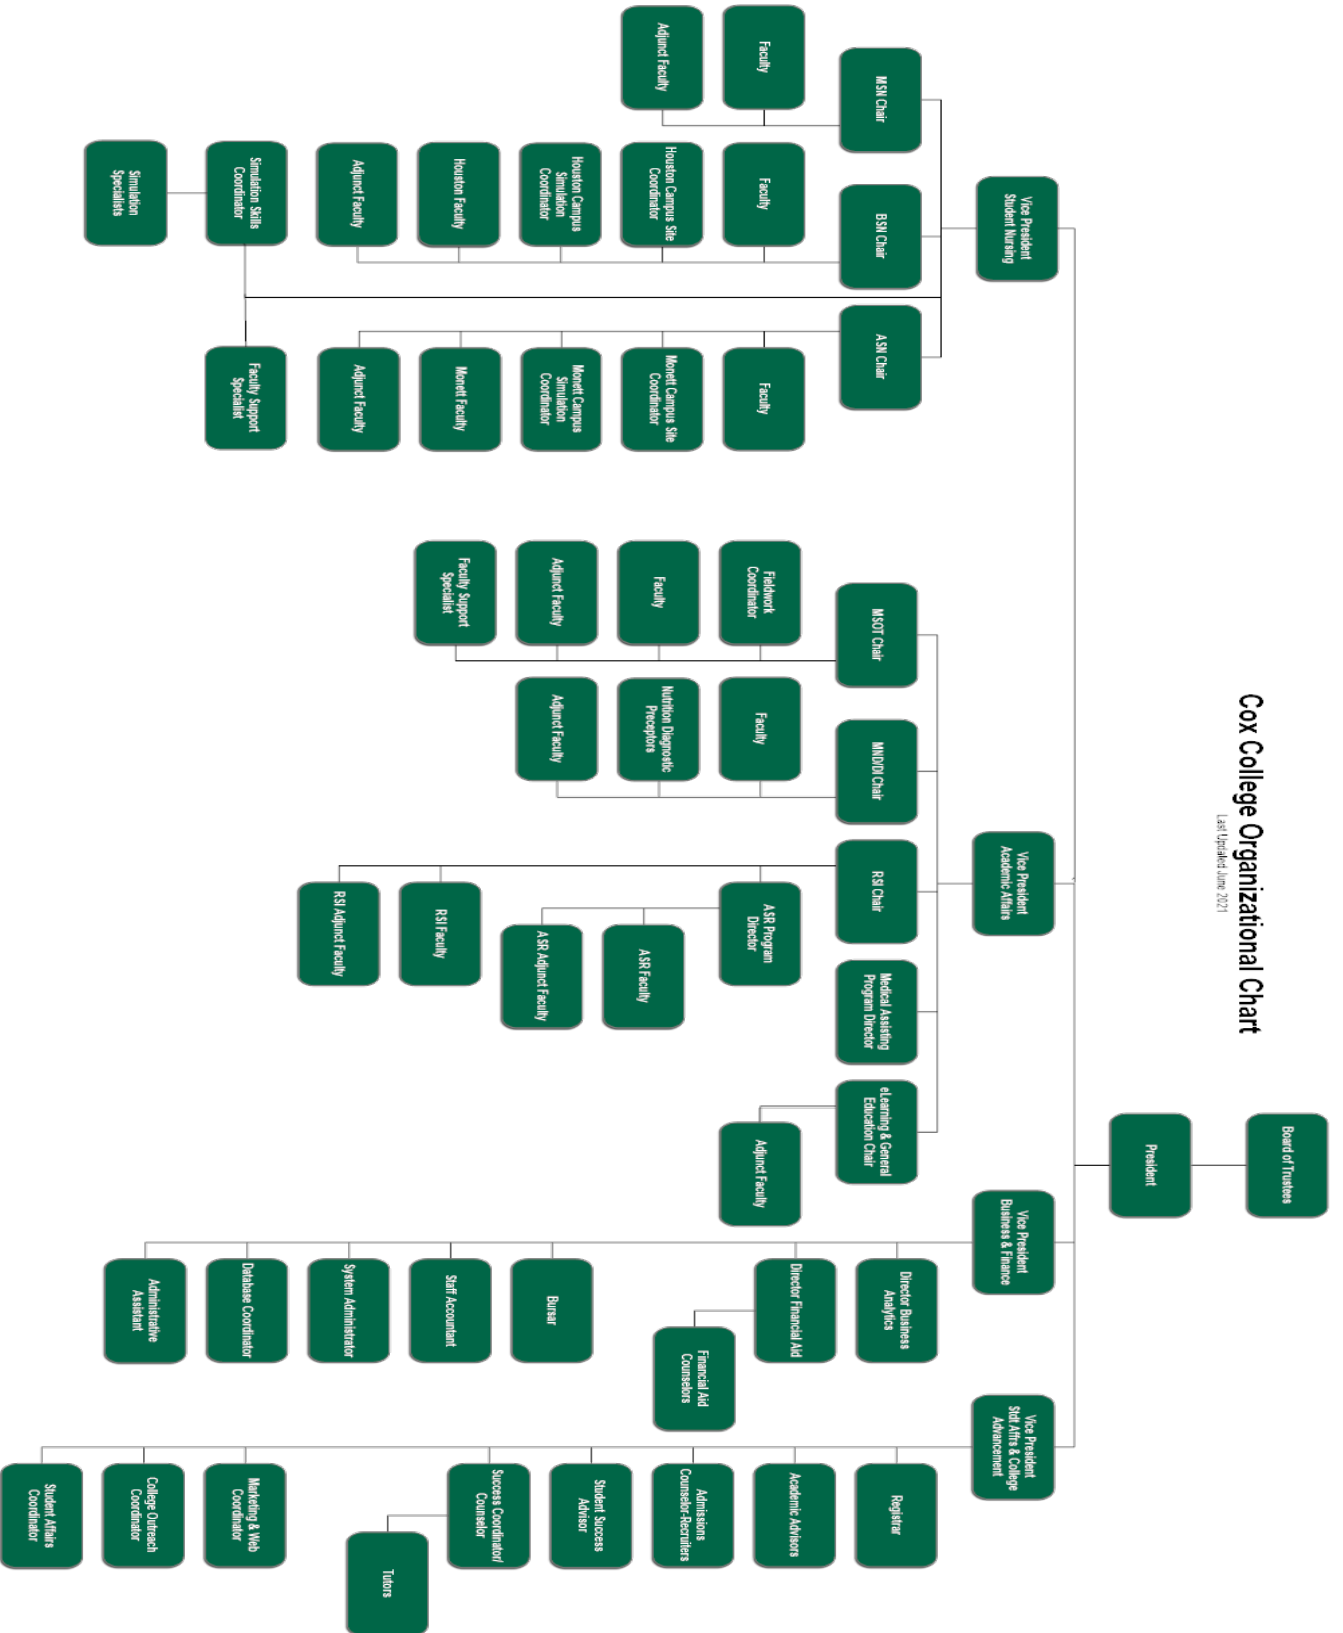 Cox College Organizational Chart
Last Updated June 2021
Board of Trustees
President
Vice President
Student Nursing
MSN Chair
Faculty
Adjunct Faculty
BSN Chair
Faculty
Houston Campus Site
Coordinator
Houston Campus
Simulation
Coordinator
Houston Faculty
Adjunct Faculty
ASN Chair
Faculty
Monett Campus Site
Coordinator
Monett Campus
Simulation
Coordinator
Monett Faculty
Adjunct Faculty
Simulation Skills
Coordinator
Simulation
Specialists
Faculty Support
Specialist
Vice President
Academic Affairs
MSOT Chair
Fieldwork
Coordinator
Faculty
Adjunct Faculty
Faculty Support
Specialist
MND/DI Chair
Faculty
Nutrition Diagnostic
Preceptors
Adjunct Faculty
RSI Chair
ASR Program
Director
ASR Faculty
ASR Adjunct Faculty
RSI Faculty
RSI Adjunct Faculty
Medical Assisting
Program Director
eLearning & General
Education Chair
Adjunct Faculty
Vice President
Business & Finance
Director Business
Analytics
Director Financial Aid
Financial Aid
Counselors
Bursar
Staff Accountant
System Administrator
Database Coordinator
Administrative
Assistant
Vice President
Stdt Affrs & College
Advancement
Registrar
Academic Advisors
Admissions
Counselor-Recruiters
Student Success
Advisor
Success Coordinator/
Counselor
Tutors
Marketing & Web
Coordinator
College Outreach
Coordinator
Student Affairs
Coordinator